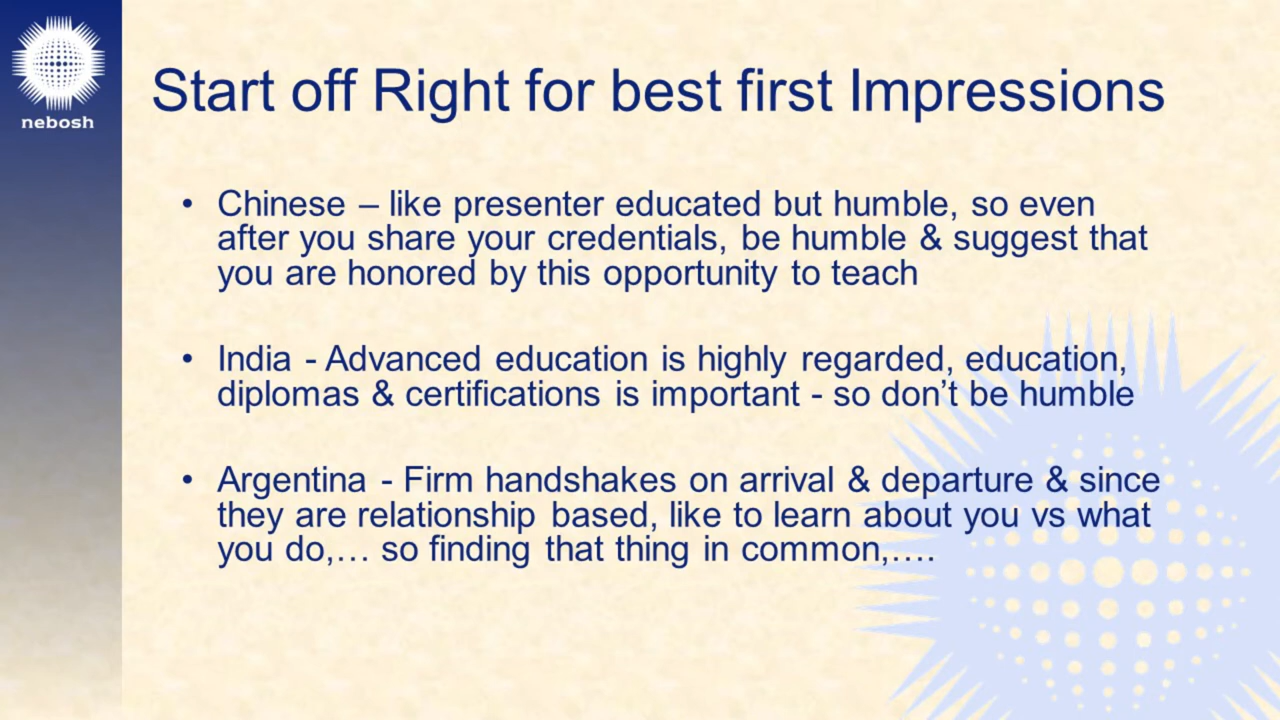 nebosh
Start off Right for best first Impressions
• Chinese – like presenter educated but humble, so even
after you share your credentials, be humble & suggest that
you are honored by this opportunity to teach
• India - Advanced education is highly regarded, education,
diplomas & certifications is important - so don’t be humble
• Argentina - Firm handshakes on arrival & departure & since
they are relationship based, like to learn about you vs what
you do,… so finding that thing in common,….